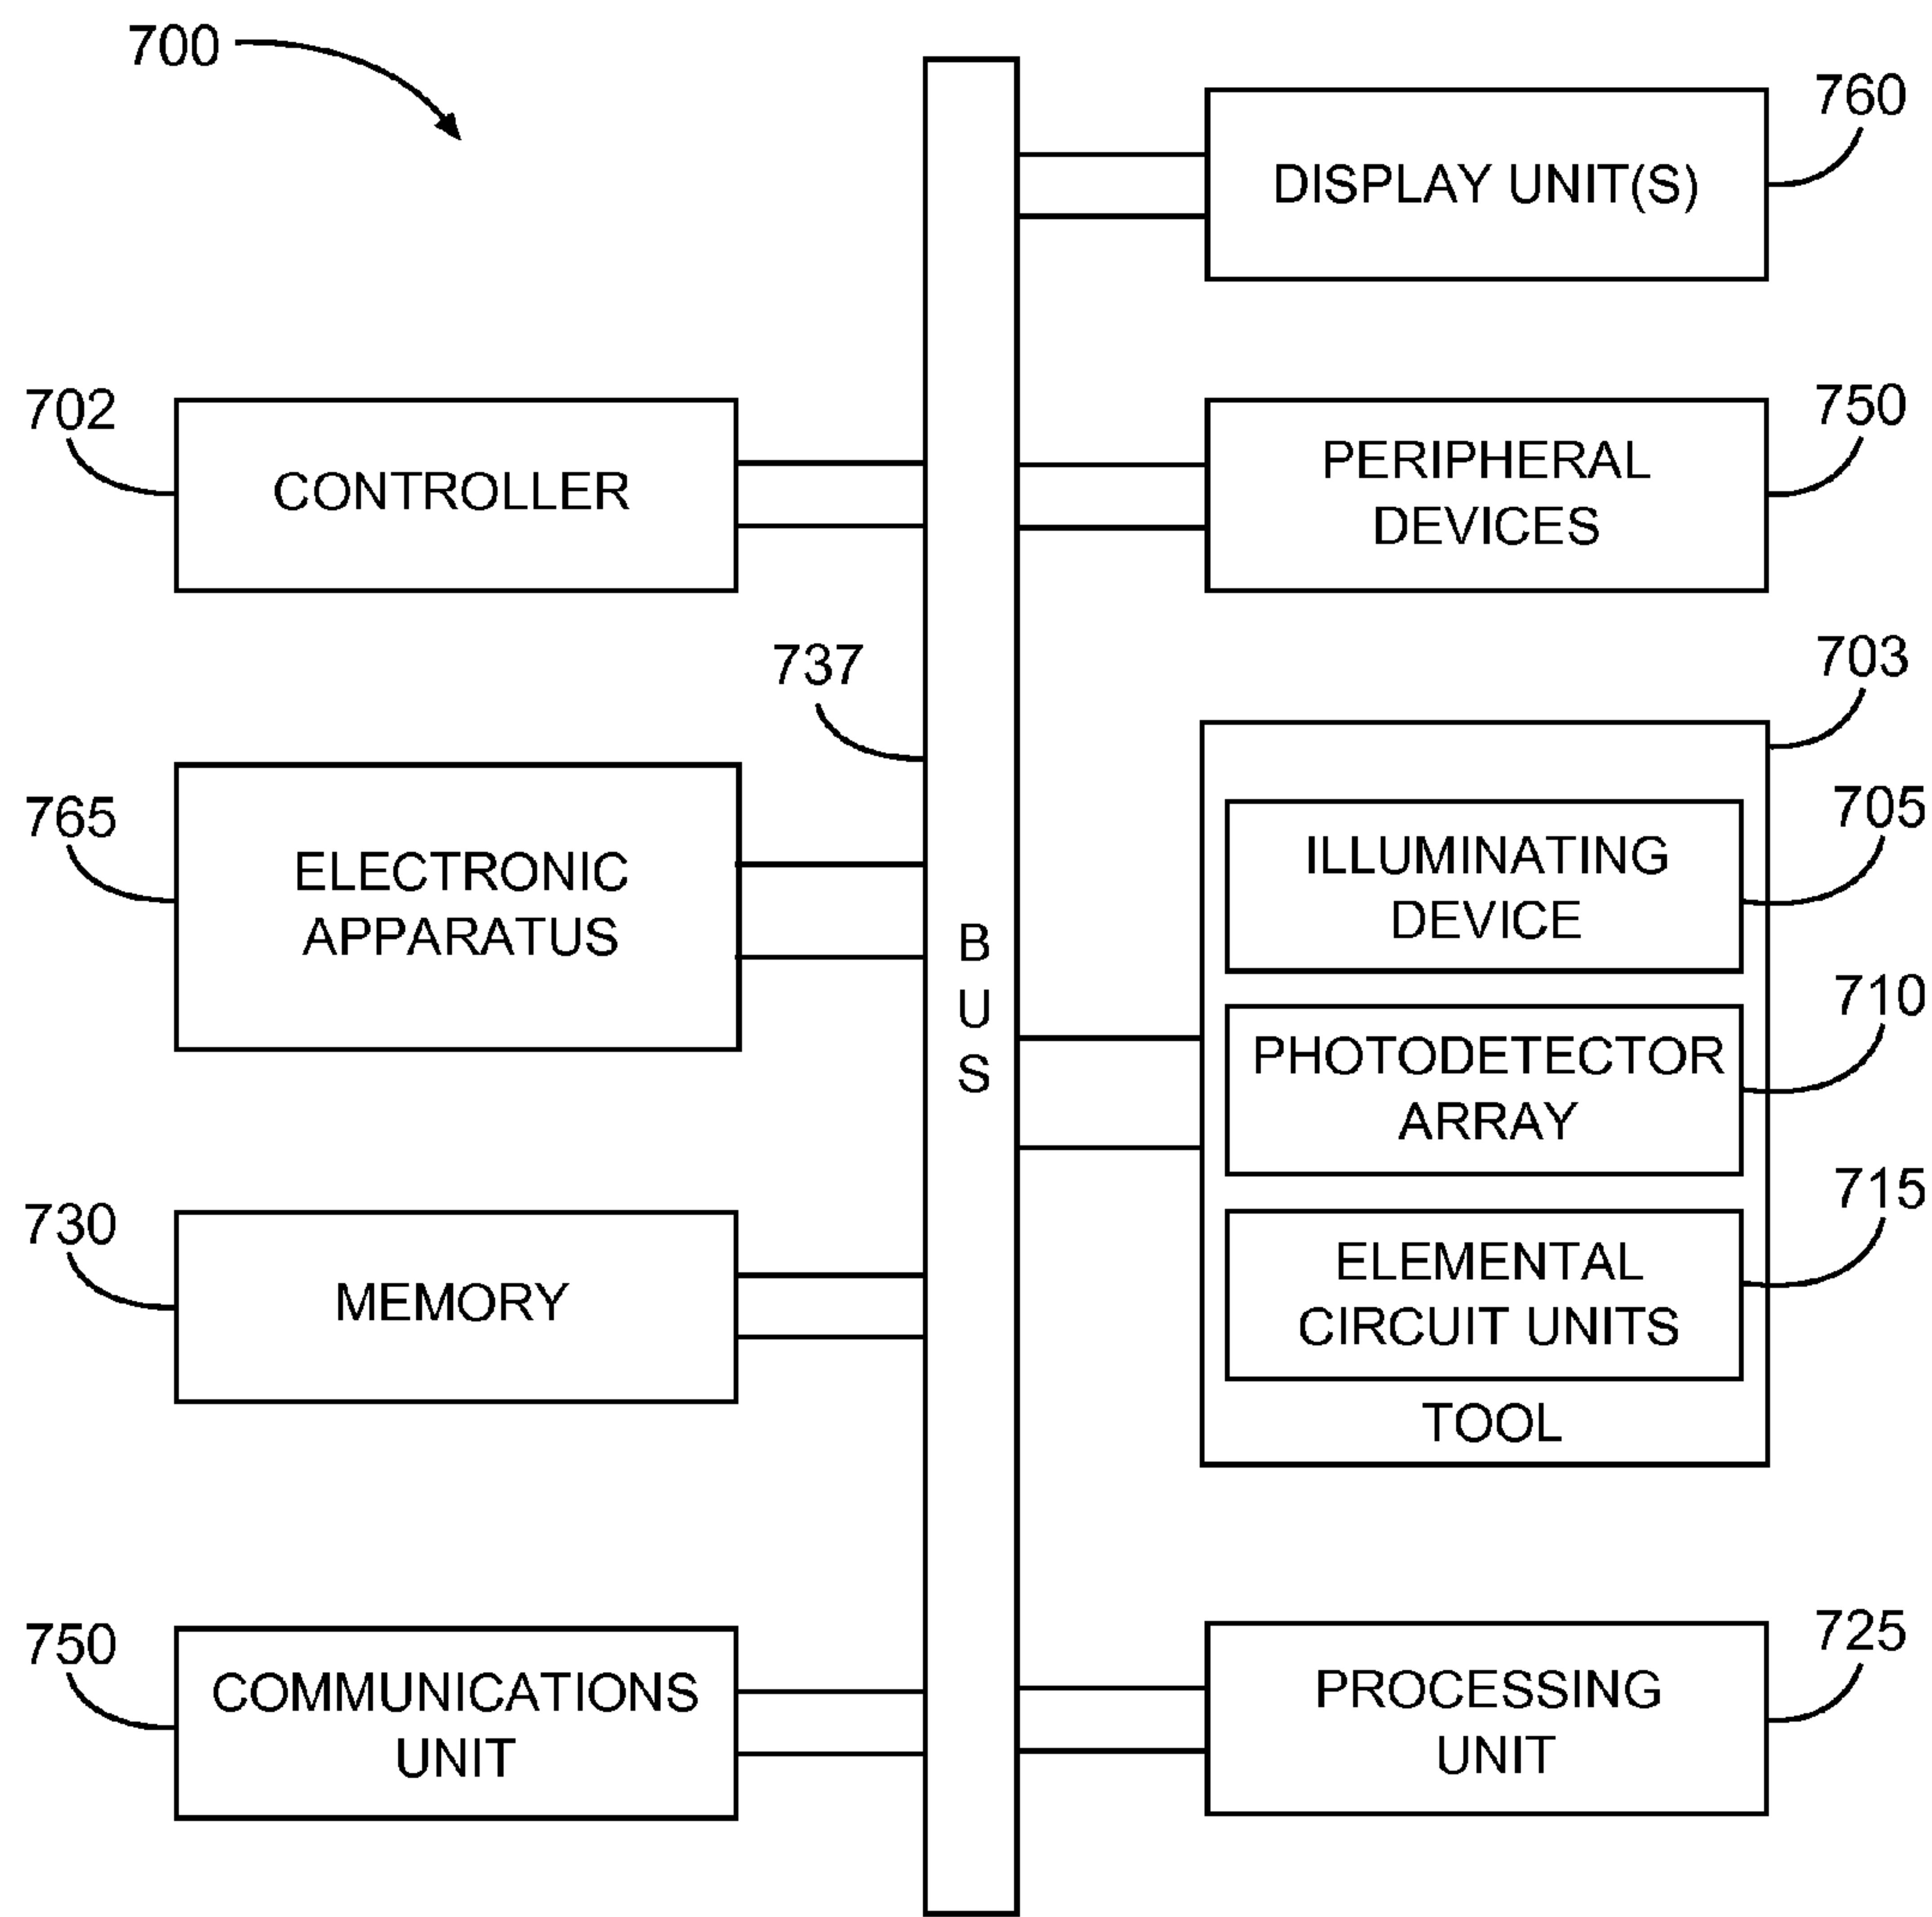 700
760
DISPLAY UNIT(S)
702
CONTROLLER
750
PERIPHERAL
DEVICES
737
703
765
ELECTRONIC
APPARATUS
B
U
S
705
ILLUMINATING
DEVICE
710
PHOTODETECTOR
ARRAY
715
ELEMENTAL
CIRCUIT UNITS
TOOL
730
MEMORY
750
COMMUNICATIONS
UNIT
725
PROCESSING
UNIT